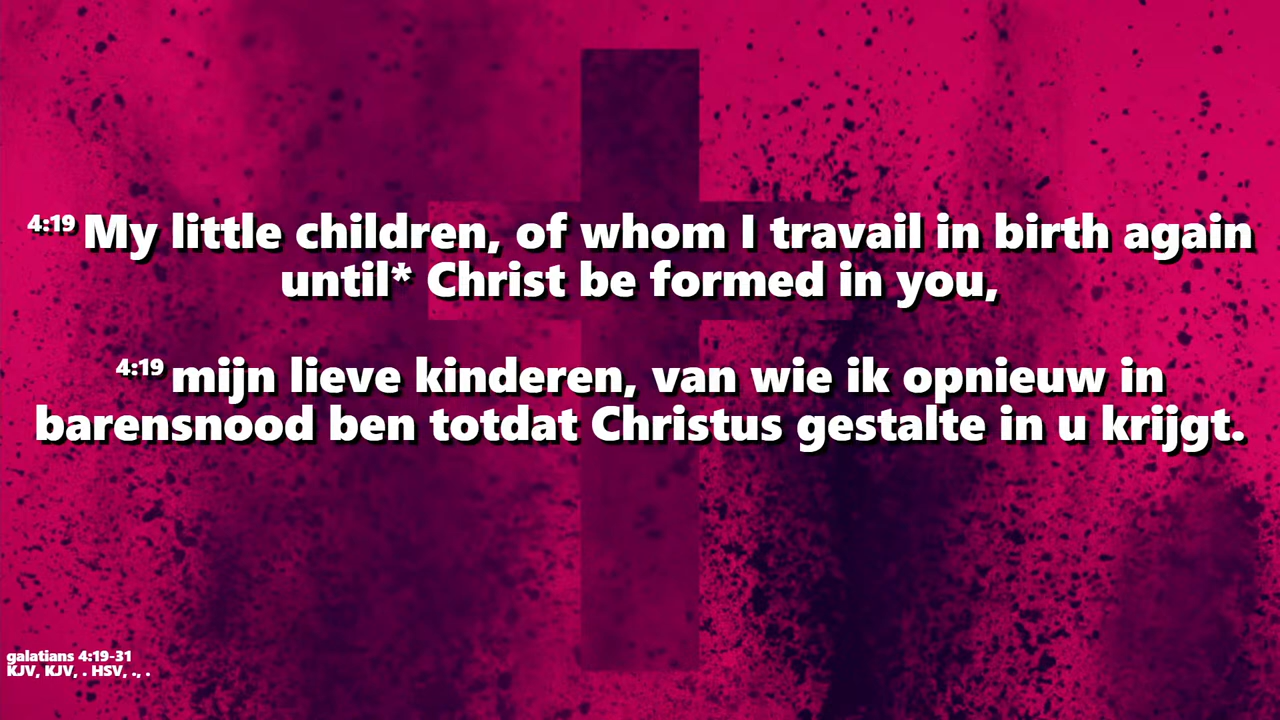 4:19 My little children, of whom I travail in birth again
until* Christ be formed in you,
4:19 mijn lieve kinderen, van wie ik opnieuw in
barensnood ben totdat Christus gestalte in u krijgt.
galatians 4:19-31
KJV, KJV, . HSV, ., .